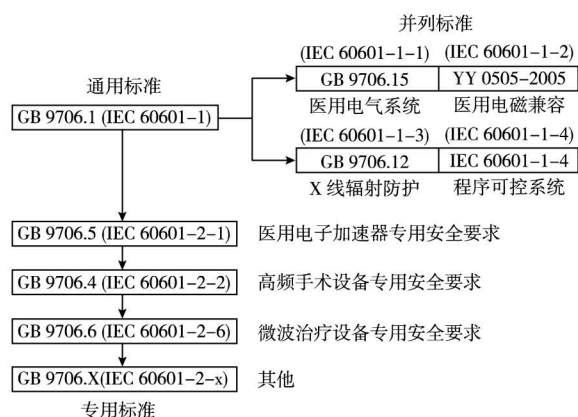 并列标准
(IEC 60601-1-1) (IEC 60601-1-2)
通用标准
GB 9706.15 YY 0505-2005
GB 9706.1 (IEC 60601-1)
医用电气系统 医用电磁兼容
(IEC 60601-1-3) (IEC 60601-1-4)
GB 9706.12 IEC 60601-1-4
X 线辐射防护 程序可控系统
GB 9706.5 (IEC 60601-2-1) 医用电子加速器专用安全要求
GB 9706.4 (IEC 60601-2-2) 高频手术设备专用安全要求
GB 9706.6 (IEC 60601-2-6) 微波治疗设备专用安全要求
GB 9706.X(IEC 60601-2-x) 其他
专用标准